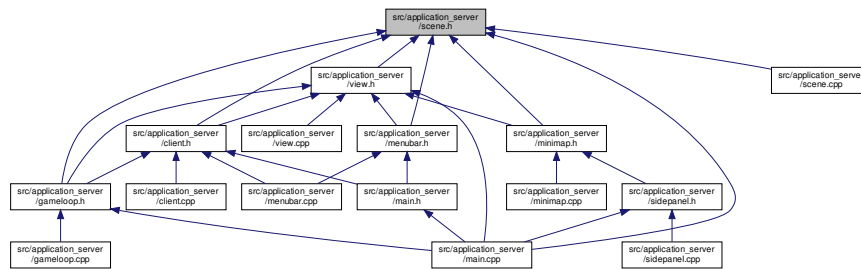 src/application_server
/scene.h
src/application_server
/view.h
src/application_server
/scene.cpp
src/application_server
/client.h
src/application_server
/view.cpp
src/application_server
/menubar.h
src/application_server
/minimap.h
src/application_server
/gameloop.h
src/application_server
/client.cpp
src/application_server
/menubar.cpp
src/application_server
/main.h
src/application_server
/minimap.cpp
src/application_server
/sidepanel.h
src/application_server
/gameloop.cpp
src/application_server
/main.cpp
src/application_server
/sidepanel.cpp